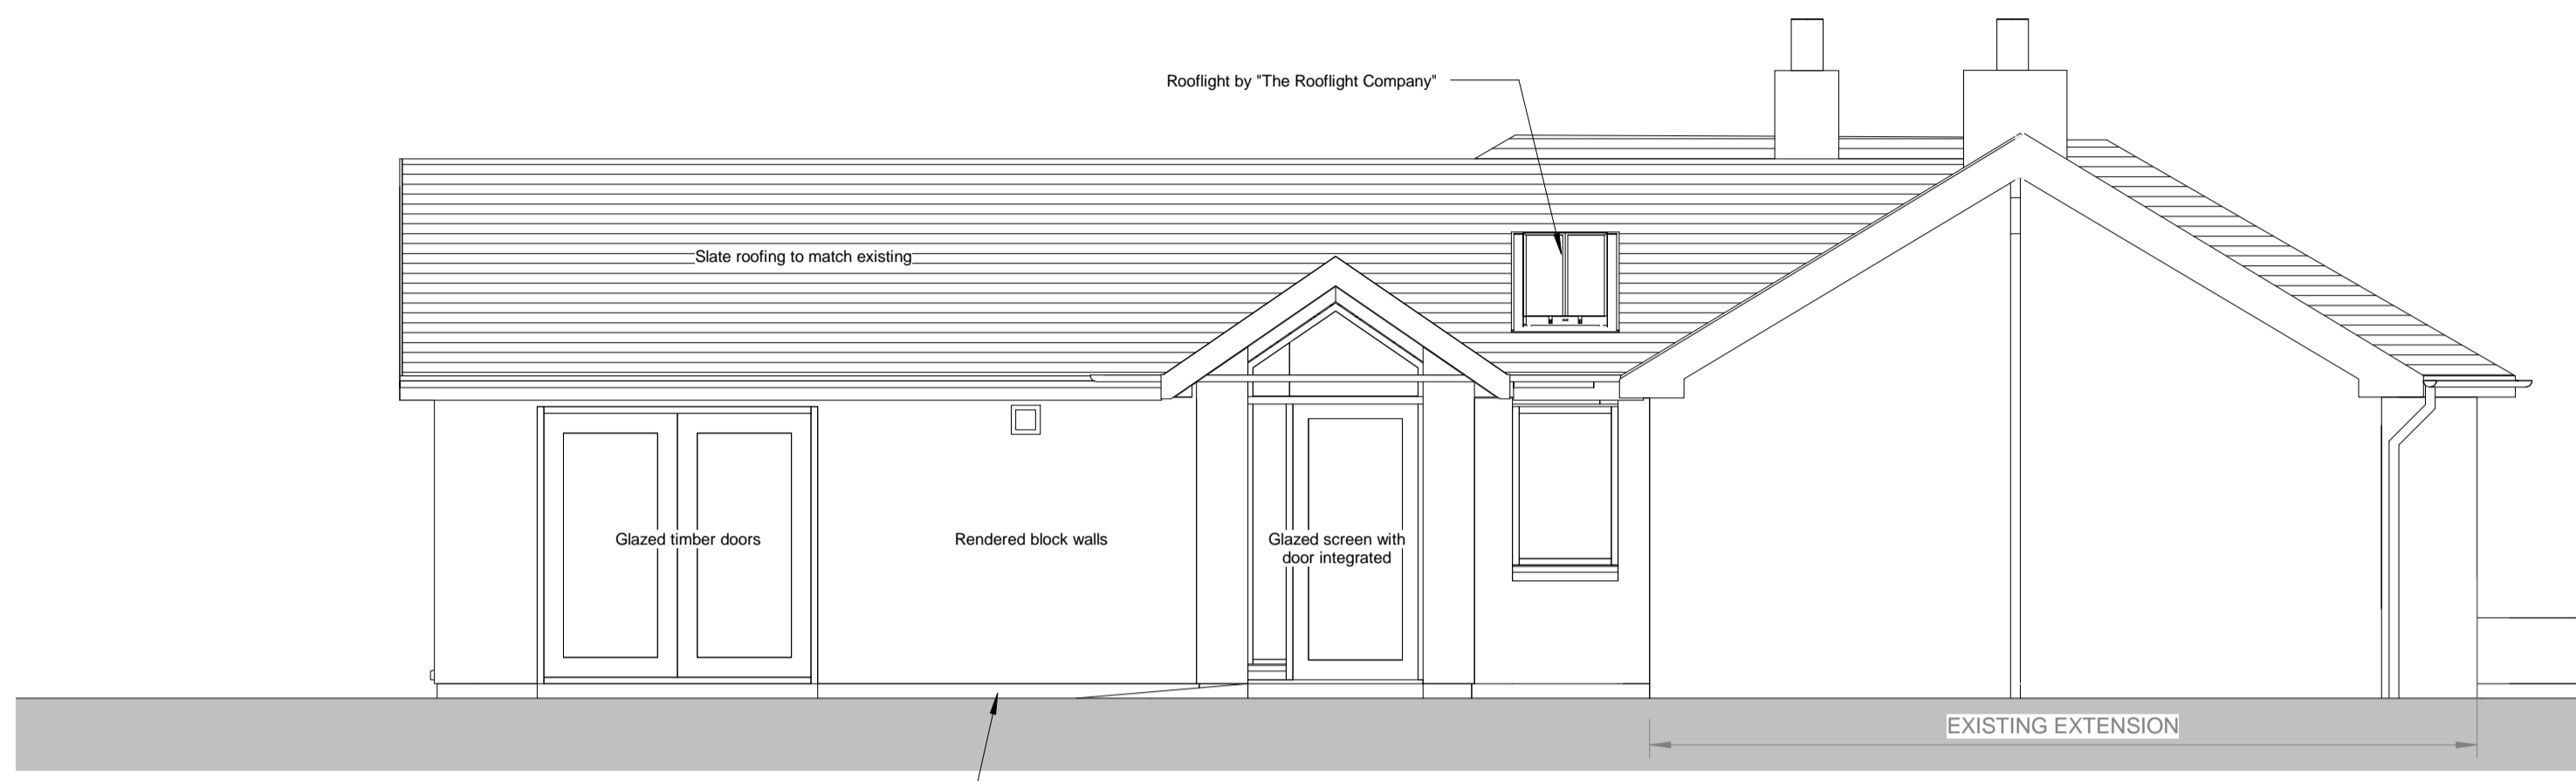 Rooflight by "The Rooflight Company"
Slate roofing to match existing
Glazed timber doors
Rendered block walls
Glazed screen with
door integrated
EXISTING EXTENSION